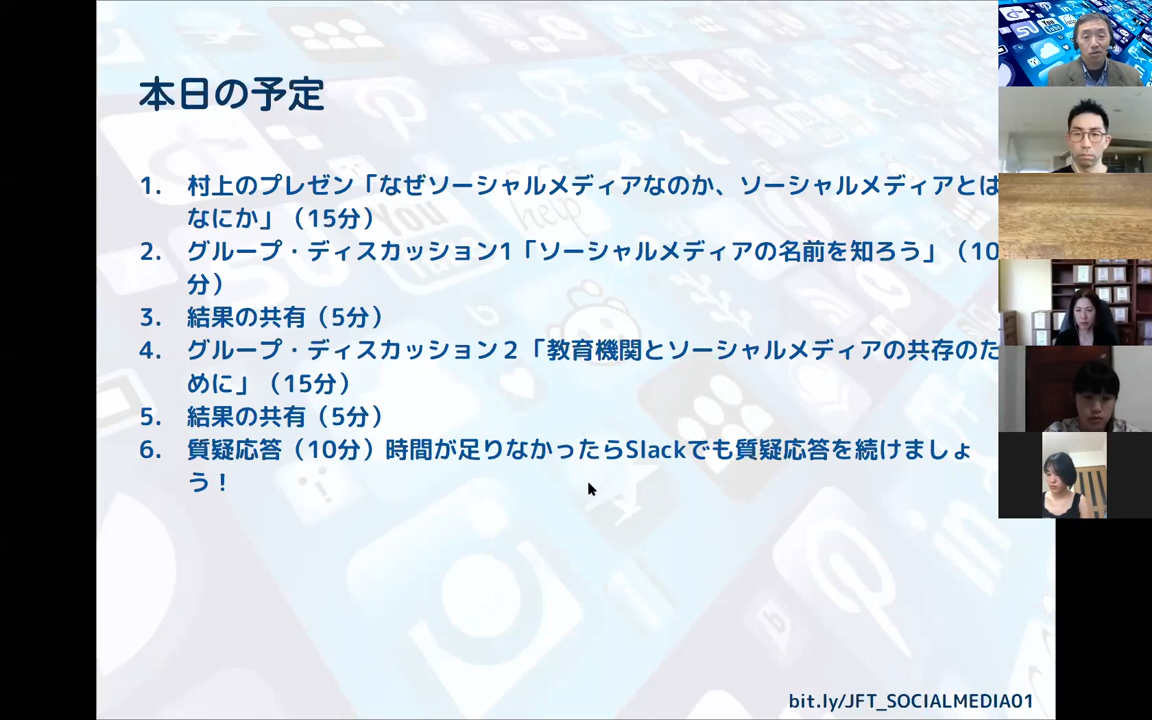 本日の予定
1. 村上のプレゼン「なぜソーシャルメディアなのか、ソーシャルメディアとは
なにか」（15分）
2. グループ・ディスカッション1「ソーシャルメディアの名前を知ろう」（10
分）
3. 結果の共有（5分）
4. グループ・ディスカッション２「教育機関とソーシャルメディアの共存のた
めに」（15分）
5. 結果の共有（5分）
6. 質疑応答（10分）時間が足りなかったらSlackでも質疑応答を続けましょ
う！
bit.ly/JFT_SOCIALMEDIA01
You
help
in
You